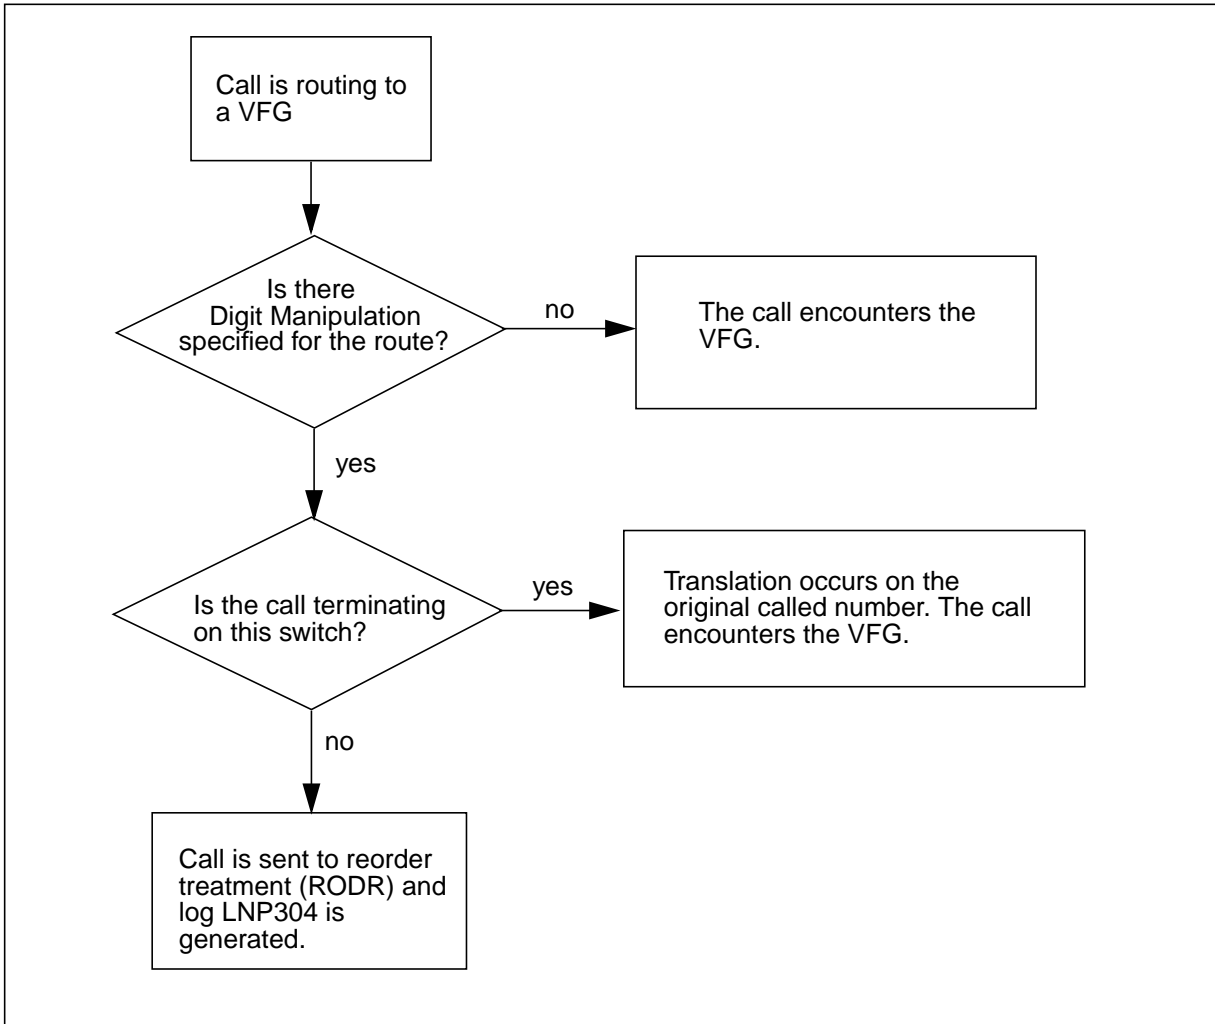 Call is routing to
a VFG
Is there
Digit Manipulation
specified for the route?
no
The call encounters the
VFG.
yes
Is the call terminating
on this switch?
yes
Translation occurs on the
original called number. The call
encounters the VFG.
no
Call is sent to reorder
treatment (RODR) and
log LNP304 is
generated.